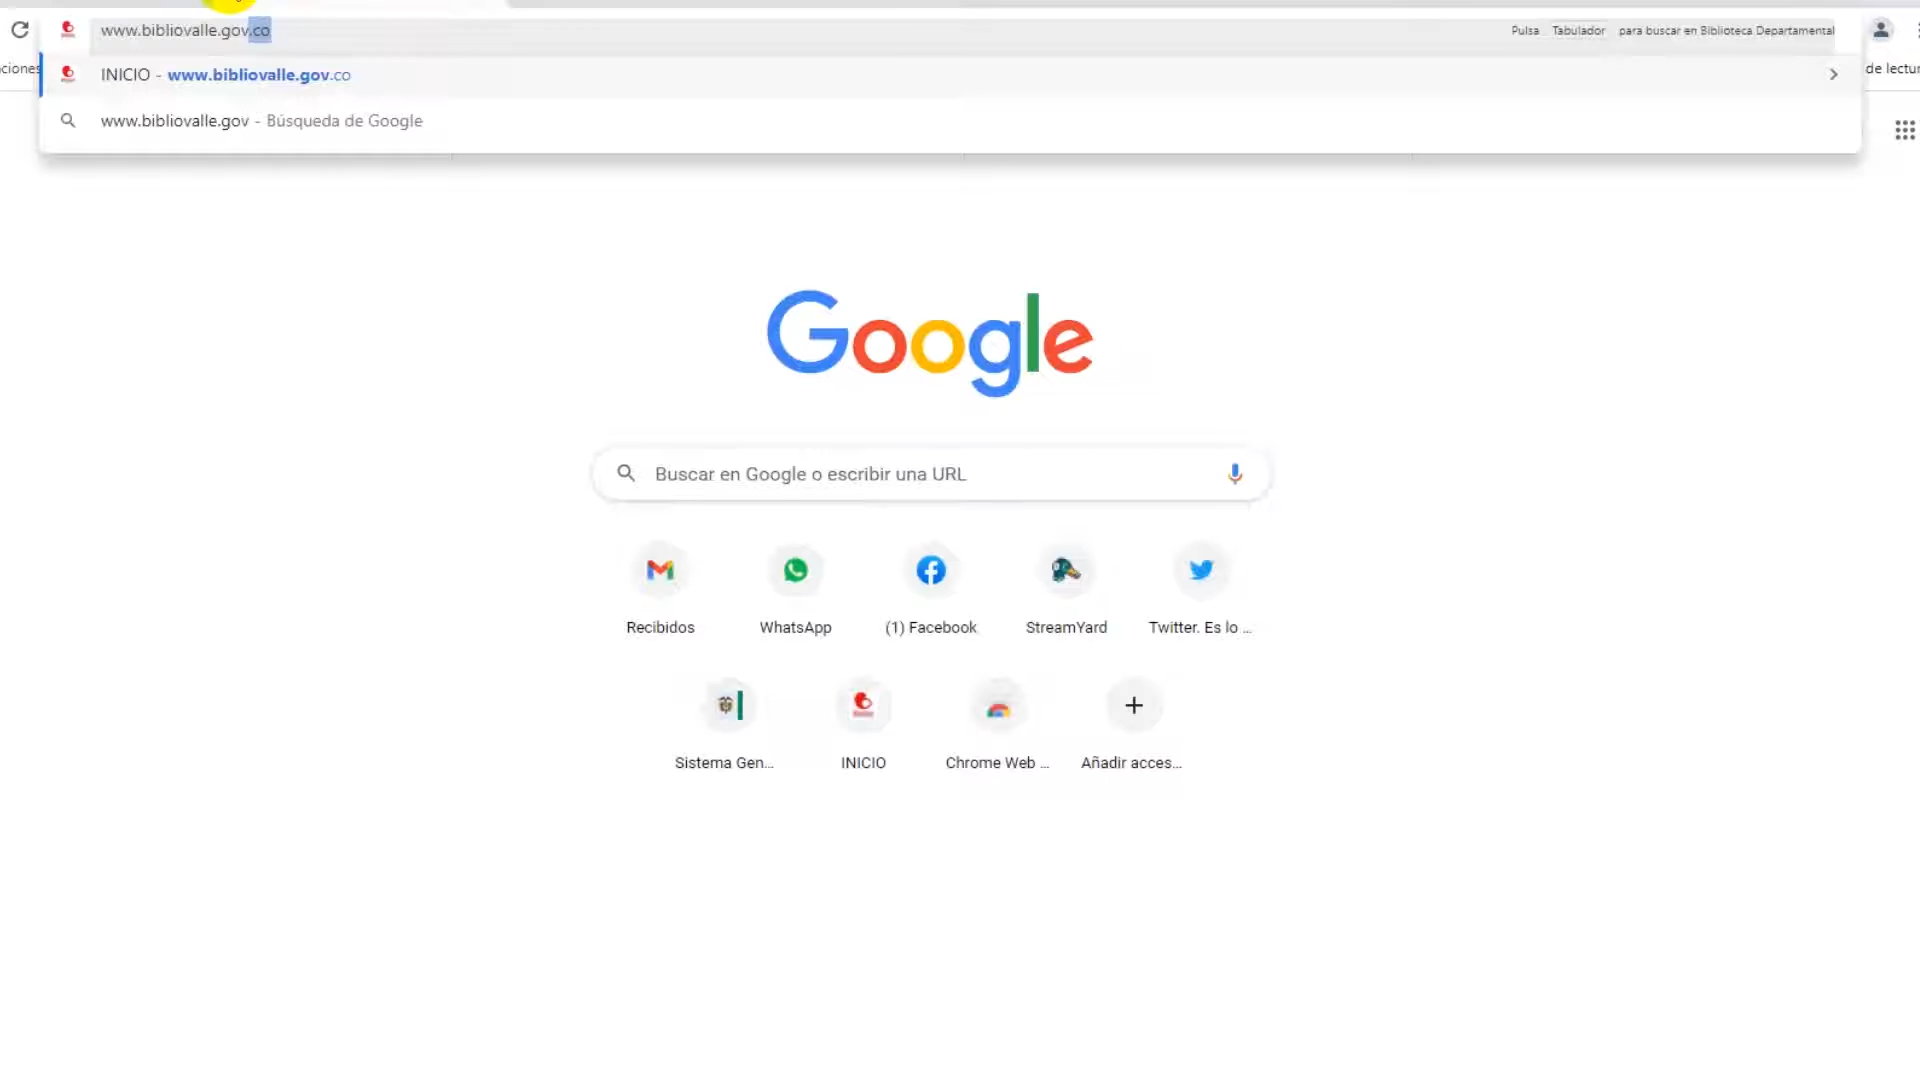 www.bibliovalle.gov.co
Pulsa Tabulador para buscar en Biblioteca Departamental
ciones
INICIO - www.bibliovalle.gov.co
de lectur
www.bibliovalle.gov - Búsqueda de Google
Google
Buscar en Google o escribir una URL
Recibidos
WhatsApp
(1) Facebook
StreamYard
Twitter. Es lo ...
Sistema Gen...
INICIO
Chrome Web ...
Añadir acces...